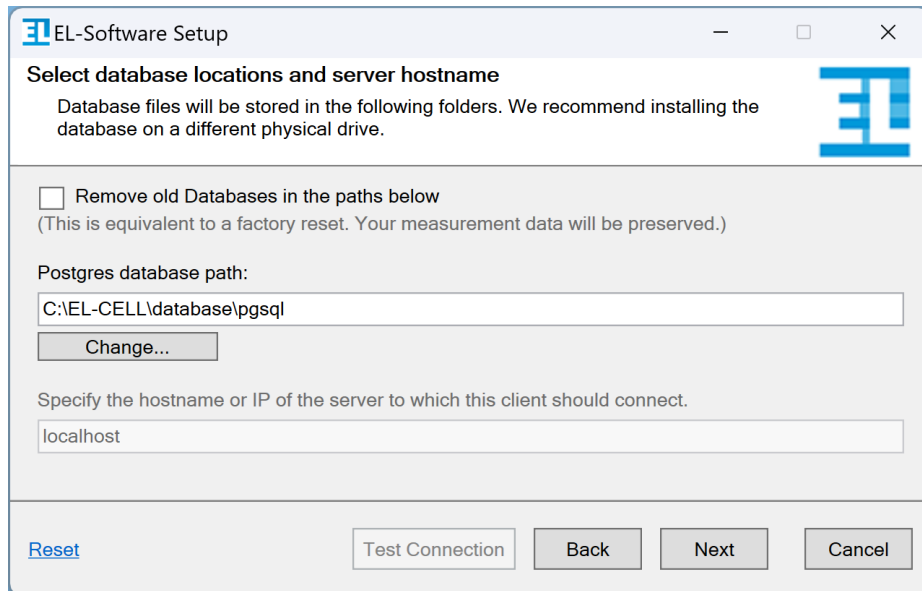 EL EL-Software Setup
Select database locations and server hostname
Database files will be stored in the following folders. We recommend installing the
database on a different physical drive.
EL
Remove old Databases in the paths below
(This is equivalent to a factory reset. Your measurement data will be preserved.)
Postgres database path:
C:\EL-CELL\database\pgsql
Change...
Specify the hostname or IP of the server to which this client should connect.
localhost
Reset
Test Connection
Back
Next
Cancel